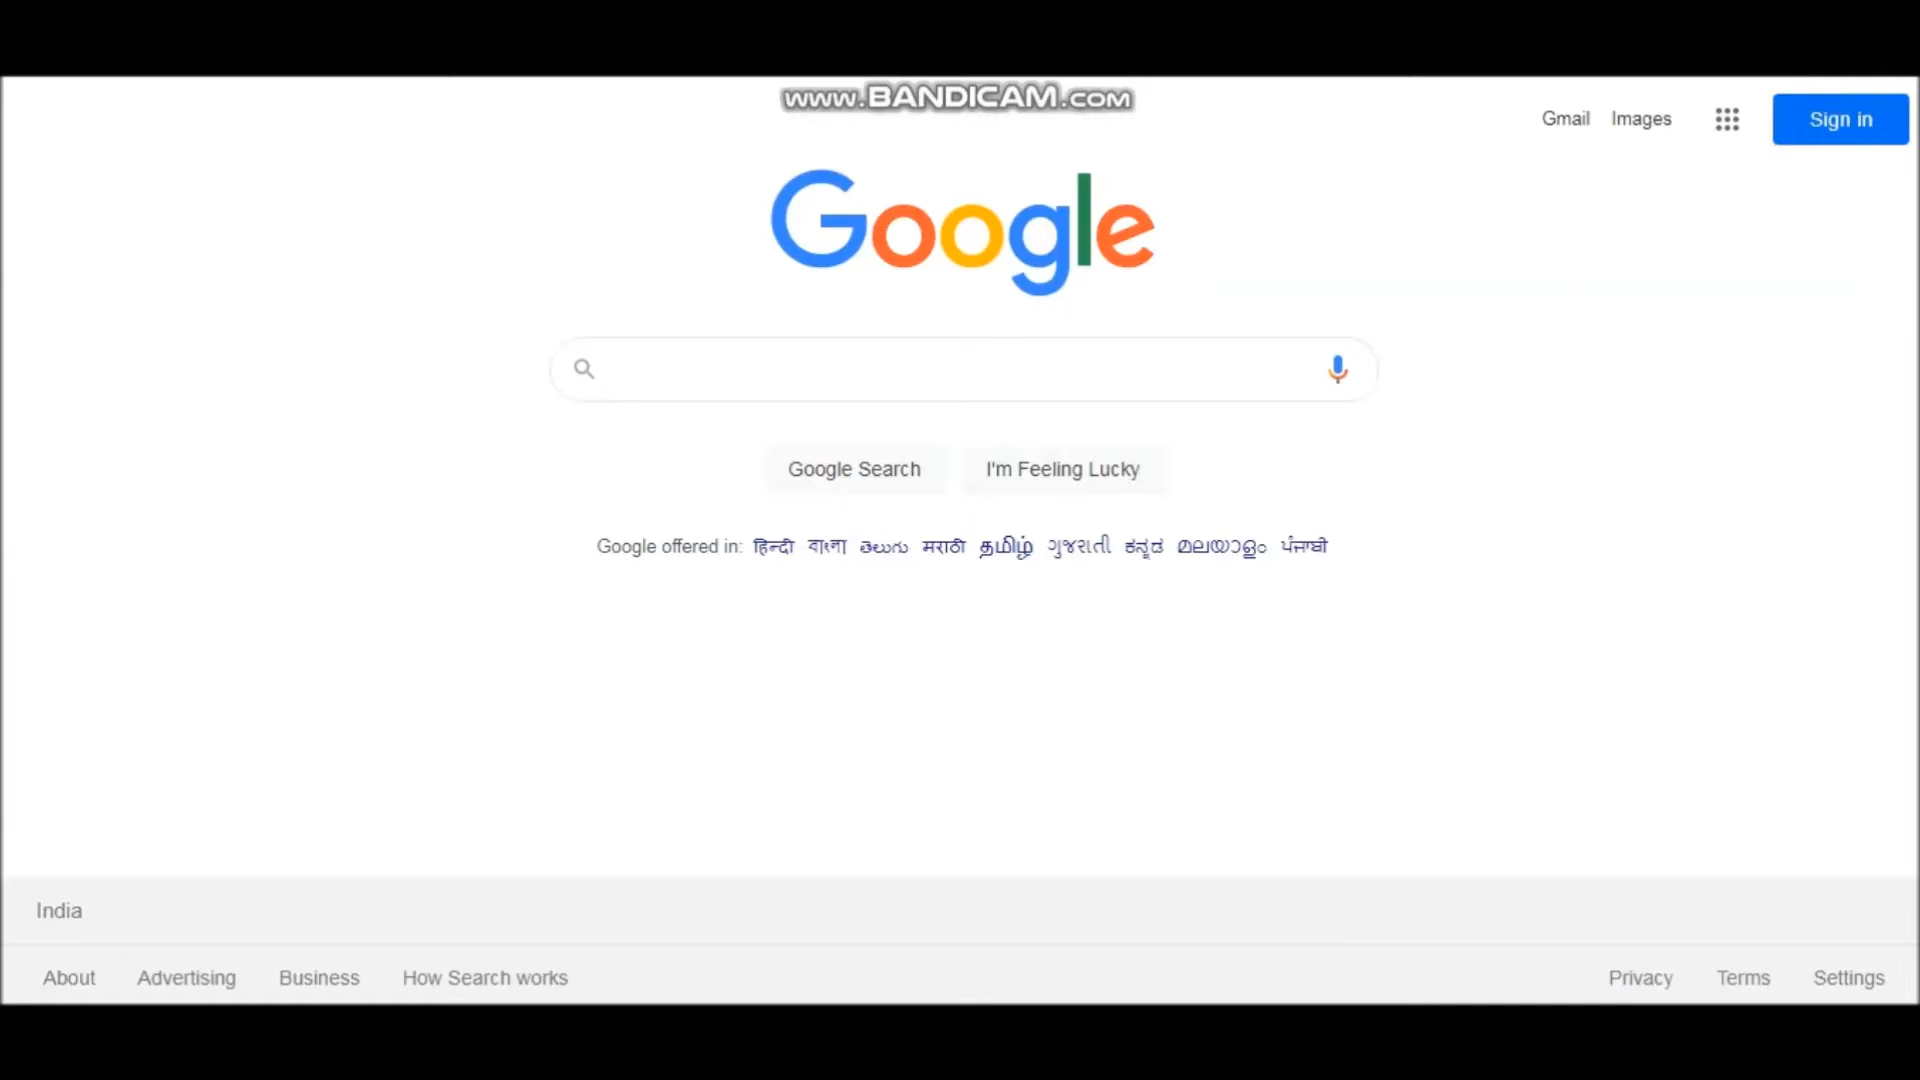 www.BANDICAM.com
Gmail Images Sign in
Google
Google Search I'm Feeling Lucky
Google offered in: हिन्दी বাংলা తెలుగు मराठी தமிழ் ગુજરાતી ಕನ್ನಡ മലയാളം ਪੰਜਾਬੀ
India
About Advertising Business How Search works Privacy Terms Settings